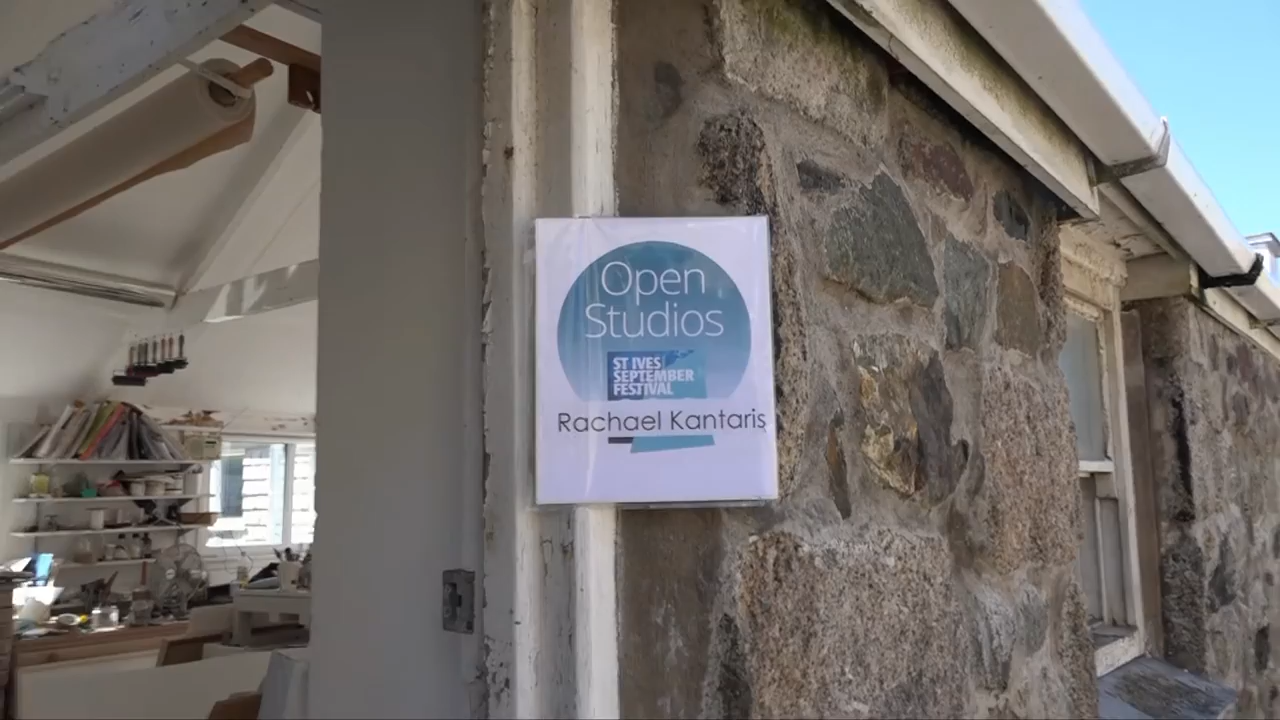 Open
Studios
ST IVES
SEPTEMBER
FESTIVAL
Rachael Kantaris